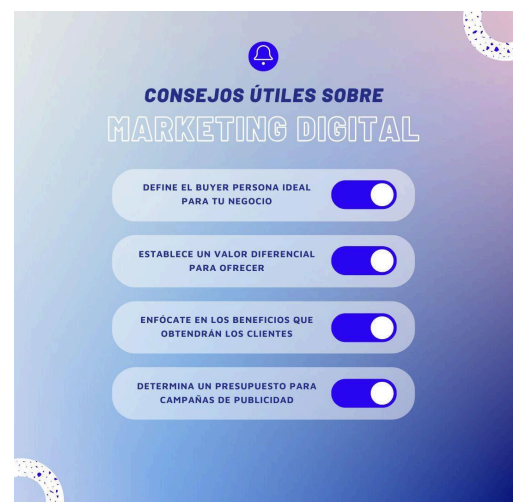 CONSEJOS ÚTILES SOBRE
MARKETING DIGITAL
DEFINE EL BUYER PERSONA IDEAL
PARA TU NEGOCIO
ESTABLECE UN VALOR DIFERENCIAL
PARA OFRECER
ENFÓCATE EN LOS BENEFICIOS QUE
OBTENDRÁN LOS CLIENTES
DETERMINA UN PRESUPUESTO PARA
CAMPAÑAS DE PUBLICIDAD